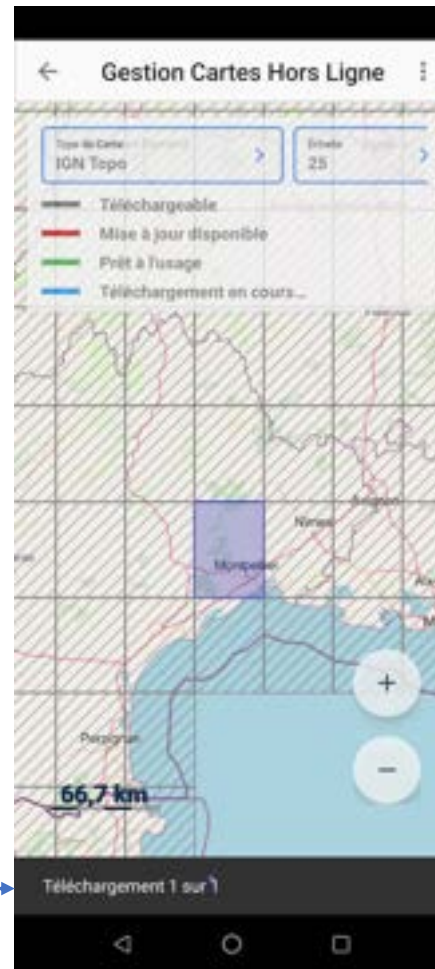 Gestion Cartes Hors Ligne
Type de Carte
IGN Topo
Echelle
25
Téléchargeable
Mise à jour disponible
Prêt à l'usage
Téléchargement en cours...
Avignon
Nîmes
Montpellier
Perpignan
66,7 km
Téléchargement 1 sur 1